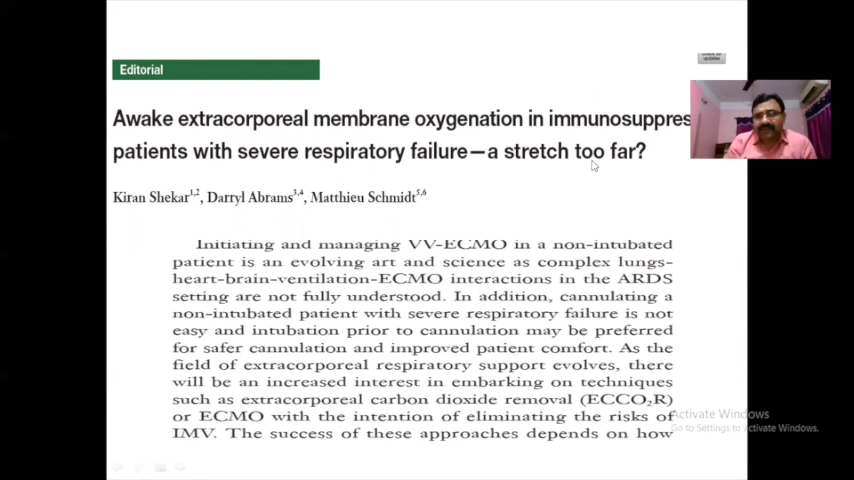 Editorial
updates
Awake extracorporeal membrane oxygenation in immunosuppres
patients with severe respiratory failure—a stretch too far?
Kiran Shekar1,2, Darryl Abrams3,4, Matthieu Schmidt5,6
Initiating and managing VV-ECMO in a non-intubated
patient is an evolving art and science as complex lungs-
heart-brain-ventilation-ECMO interactions in the ARDS
setting are not fully understood. In addition, cannulating a
non-intubated patient with severe respiratory failure is not
easy and intubation prior to cannulation may be preferred
for safer cannulation and improved patient comfort. As the
field of extracorporeal respiratory support evolves, there
will be an increased interest in embarking on techniques
such as extracorporeal carbon dioxide removal (ECCO₂R)
or ECMO with the intention of eliminating the risks of
IMV. The success of these approaches depends on how
Activate Windows
Go to Settings to activate Windows.